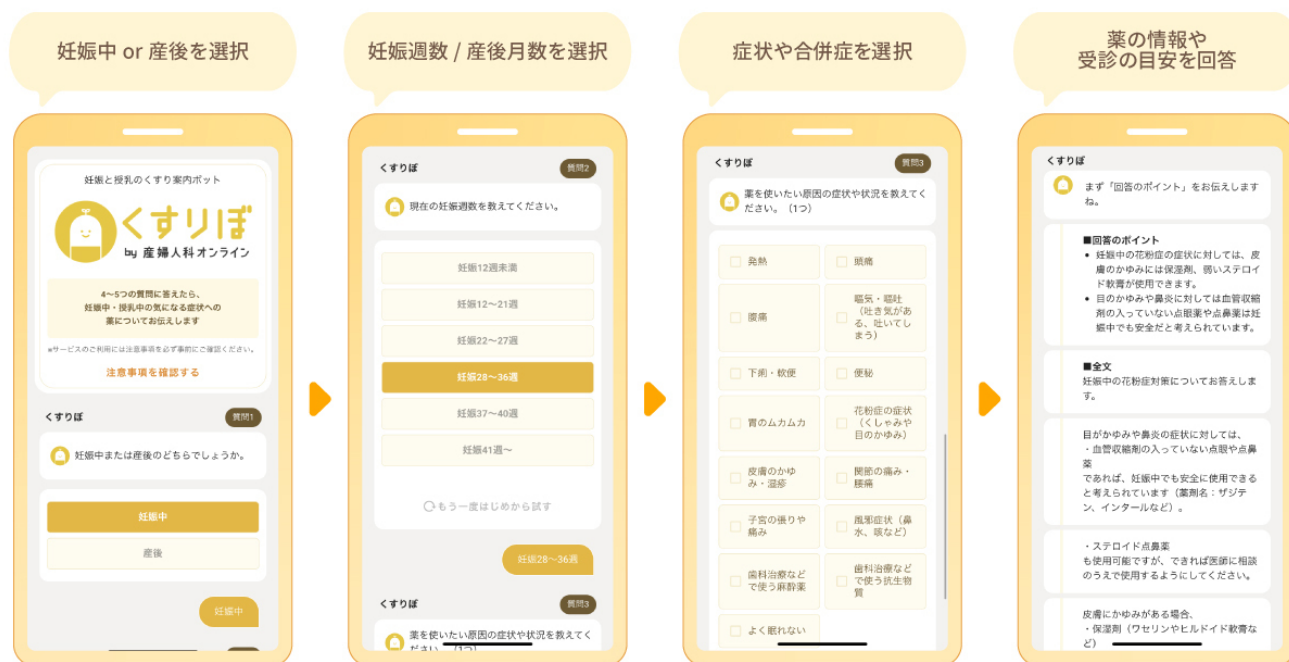 妊娠中 or 産後を選択
妊娠と授乳のくすり案内ボット
くすりぼ
by 産婦人科オンライン
4〜5つの質問に答えたら、
妊娠中・授乳中の気になる症状への
薬についてお伝えします
※サービスのご利用には注意事項を必ず事前にご確認ください。
注意事項を確認する
くすりぼ
質問1
妊娠中または産後のどちらでしょうか。
妊娠中
産後
妊娠中
妊娠週数 / 産後月数を選択
くすりぼ
質問2
現在の妊娠週数を教えてください。
妊娠12週未満
妊娠12〜21週
妊娠22〜27週
妊娠28〜36週
妊娠37〜40週
妊娠41週〜
もう一度はじめから試す
妊娠28〜36週
くすりぼ
質問3
薬を使いたい原因の症状や状況を教えてく
ださい。（1つ）
症状や合併症を選択
くすりぼ
質問3
薬を使いたい原因の症状や状況を教えてく
ださい。（1つ）
発熱
頭痛
腹痛
嘔気・嘔吐
（吐き気があ
る、吐いてし
まう）
下痢・軟便
便秘
胃のムカムカ
花粉症の症状
（くしゃみや
目のかゆみ）
皮膚のかゆ
み・湿疹
関節の痛み・
腰痛
子宮の張りや
痛み
風邪症状（鼻
水、咳など）
歯科治療など
で使う麻酔薬
歯科治療など
で使う抗生物
質
よく眠れない
薬の情報や
受診の目安を回答
くすりぼ
まず「回答のポイント」をお伝えします
ね。
■回答のポイント
• 妊娠中の花粉症の症状に対しては、皮
膚のかゆみには保湿剤、弱いステロイ
ド軟膏が使用できます。
• 目のかゆみや鼻炎に対しては血管収縮
剤の入っていない点眼薬や点鼻薬は妊
娠中でも安全だと考えられています。
■全文
妊娠中の花粉症対策についてお答えしま
す。
目がかゆみや鼻炎の症状に対しては、
・血管収縮剤の入っていない点眼や点鼻
薬
であれば、妊娠中でも安全に使用できる
と考えられています（薬剤名：ザジテ
ン、インタールなど）。
・ステロイド点鼻薬
も使用可能ですが、できれば医師に相談
のうえで使用するようにしてください。
皮膚にかゆみがある場合、
・保湿剤（ワセリンやヒルドイド軟膏な
ど）